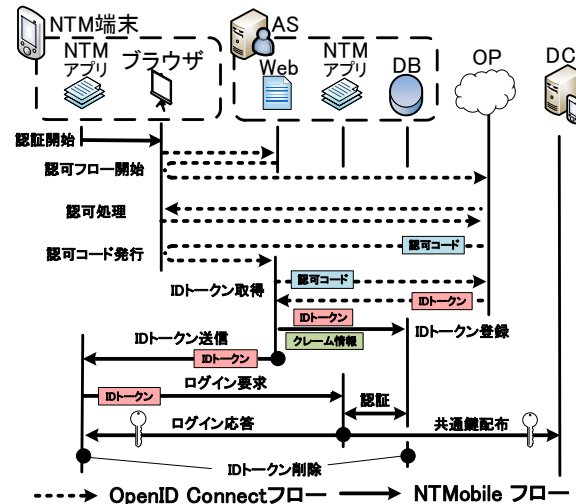 NTM端末
AS
NTM
アプリ
ブラウザ
Web
NTM
アプリ
DB
OP
DC
認証開始
認可フロー開始
認可処理
認可コード発行
認可コード
IDトークン取得
認可コード
IDトークン
IDトークン
クレーム情報
IDトークン登録
IDトークン送信
IDトークン
ログイン要求
IDトークン
認証
ログイン応答
共通鍵配布
IDトークン削除
OpenID Connectフロー
NTMobile フロー